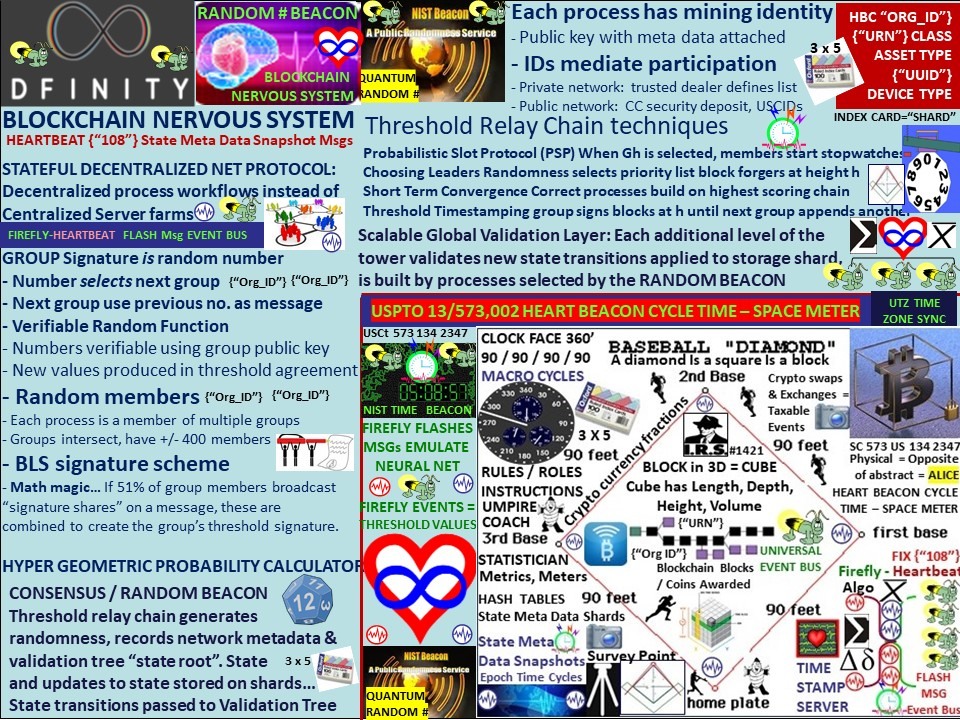 DFINITY
RANDOM # BEACON
BLOCKCHAIN
NERVOUS SYSTEM
NIST Beacon
A Public Randomness Service
QUANTUM
RANDOM #
Each process has mining identity
- Public key with meta data attached
- IDs mediate participation
- Private network: trusted dealer defines list
- Public network: CC security deposit, USCIDs
3 x 5
Oxford
Ruled Index Cards
100
HBC "ORG_ID"}
{"URN"} CLASS
ASSET TYPE
{"UUID"}
DEVICE TYPE
INDEX CARD="SHARD"
BLOCKCHAIN NERVOUS SYSTEM
HEARTBEAT {"108"} State Meta Data Snapshot Msgs
STATEFUL DECENTRALIZED NET PROTOCOL:
Decentralized process workflows instead of
Centralized Server farms
FIREFLY-HEARTBEAT FLASH Msg EVENT BUS
GROUP Signature is random number
- Number selects next group {"Org_ID"} {"Org_ID"}
- Next group use previous no. as message
- Verifiable Random Function
- Numbers verifiable using group public key
- New values produced in threshold agreement
- Random members {"Org_ID"} {"Org_ID"}
- Each process is a member of multiple groups
- Groups intersect, have +/- 400 members
- BLS signature scheme
- Math magic... If 51% of group members broadcast
"signature shares" on a message, these are
combined to create the group's threshold signature.
HYPER GEOMETRIC PROBABILITY CALCULATOR
CONSENSUS / RANDOM BEACON
Threshold relay chain generates
randomness, records network metadata &
validation tree "state root". State
and updates to state stored on shards...
State transitions passed to Validation Tree
12
3 x 5
Threshold Relay Chain techniques
Probabilistic Slot Protocol (PSP) When Gh is selected, members start stopwatches
Choosing Leaders Randomness selects priority list block forgers at height h
Short Term Convergence Correct processes build on highest scoring chain
Threshold Timestamping group signs blocks at h until next group appends another
Scalable Global Validation Layer: Each additional level of the
tower validates new state transitions applied to storage shard,
is built by processes selected by the RANDOM BEACON
Σ X
USPTO 13/573,002 HEART BEACON CYCLE TIME – SPACE METER
UTZ TIME
ZONE SYNC
USCt 573 134 2347
05:08:57
NIST TIME BEACON
FIREFLY FLASHES
MSGs EMULATE
NEURAL NET
FIREFLY EVENTS =
THRESHOLD VALUES
NIST Beacon
A Public Randomness Service
QUANTUM
RANDOM #
CLOCK FACE 360'
90 / 90 / 90 / 90
MACRO CYCLES
BASEBALL "DIAMOND"
A diamond is a square is a block
2nd Base
Crypto swaps
& Exchanges =
Taxable
Events
3 X 5
90 feet
90 feet
Crypto currency fractions
I.R.S.
#1421
RULES / ROLES
INSTRUCTIONS
UMPIRE
COACH
3rd Base
BLOCK in 3D = CUBE
Cube has Length, Depth,
Height, Volume
{"URN"}
{"Org ID"}
Blockchain Blocks
/ Coins Awarded
UNIVERSAL
EVENT BUS
first base
SC 573 US 134 2347
Physical = Opposite
of abstract = ALICE
HEART BEACON CYCLE
TIME – SPACE METER
STATISTICIAN
Metrics, Meters
HASH TABLES
State Meta Data Shards
State Meta
Data Snapshots
Epoch Time Cycles
90 feet
Survey Point
home plate
90 feet
FIX {"108"}
Firefly - Heartbeat
Algo
X
Σ
Δδ
TIME
STAMP
SERVER
FLASH
MSG
Event Bus